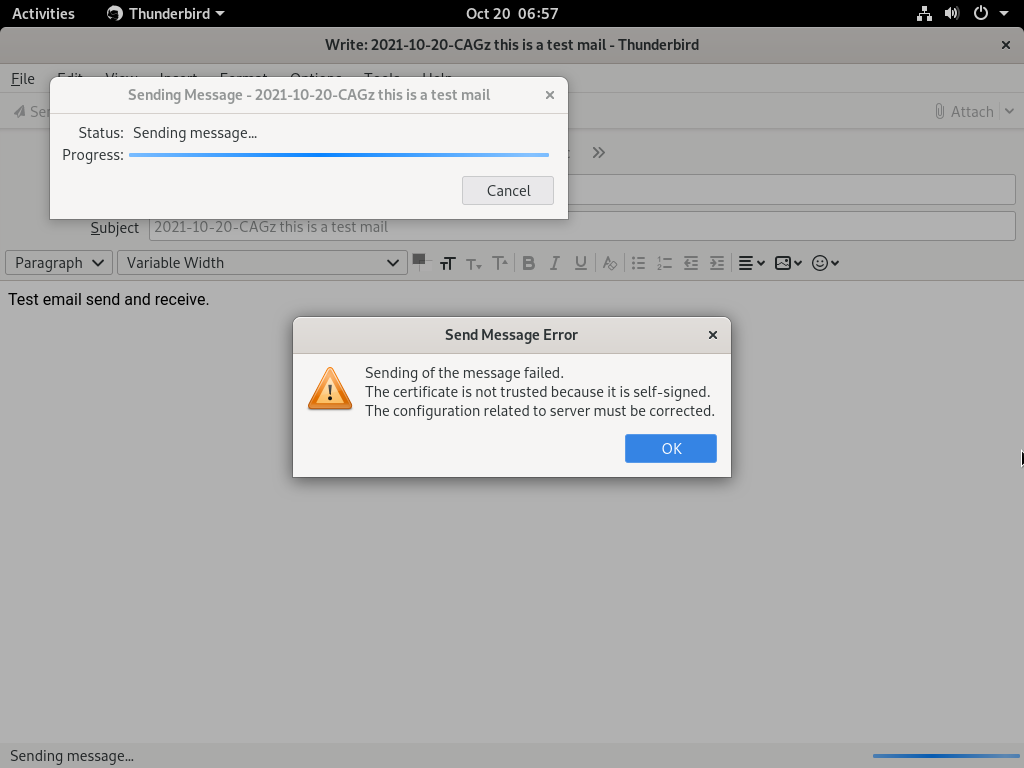 Activities Thunderbird Oct 20 06:57
Write: 2021-10-20-CAGz this is a test mail - Thunderbird
File Edit View Insert Format Options Tools Help
Sending Message - 2021-10-20-CAGz this is a test mail
Attach
Status: Sending message...
Progress:
Cancel
Subject 2021-10-20-CAGz this is a test mail
Paragraph Variable Width
Test email send and receive.
Send Message Error
Sending of the message failed.
The certificate is not trusted because it is self-signed.
The configuration related to server must be corrected.
OK
Sending message...